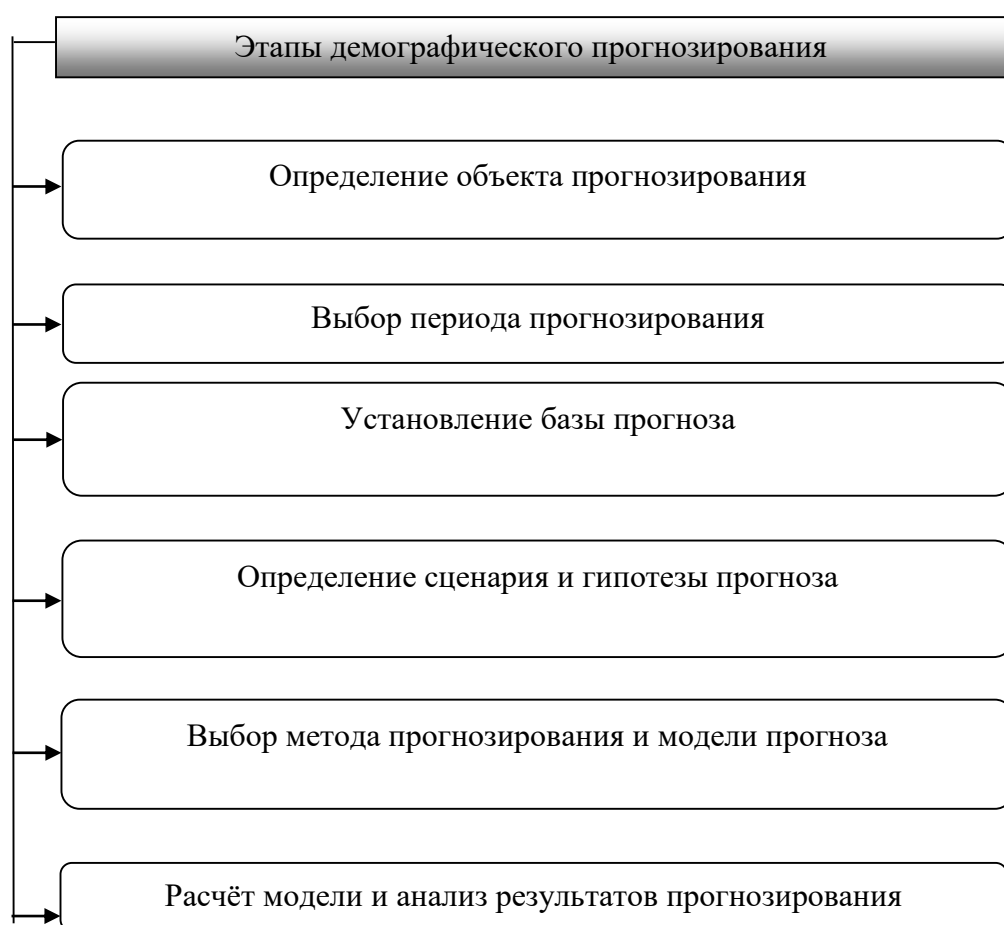 Этапы демографического прогнозирования
Определение объекта прогнозирования
Выбор периода прогнозирования
Установление базы прогноза
Определение сценария и гипотезы прогноза
Выбор метода прогнозирования и модели прогноза
Расчёт модели и анализ результатов прогнозирования